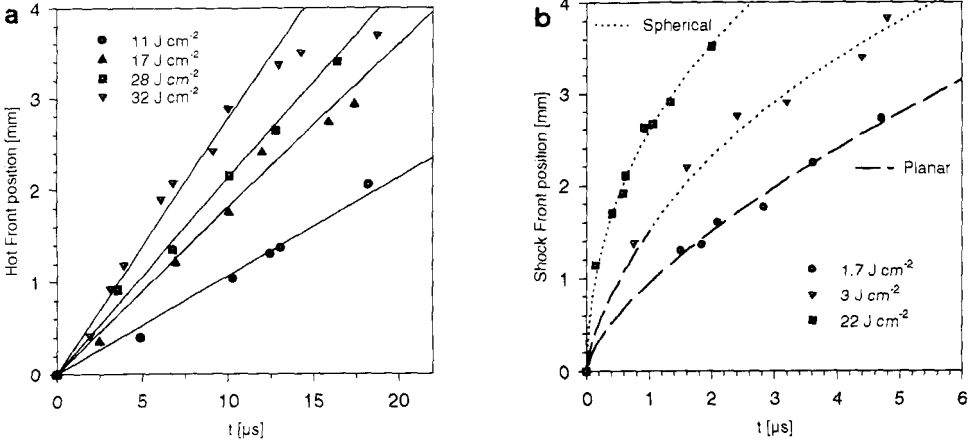 a
Hot Front position [mm]
4
3
2
1
0
0 5 10 15 20
t [µs]
11 J cm-2
17 J cm-2
28 J cm-2
32 J cm-2
b
Shock Front position [mm]
4
3
2
1
0
0 1 2 3 4 5 6
t [µs]
Spherical
Planar
1.7 J cm-2
3 J cm-2
22 J cm-2